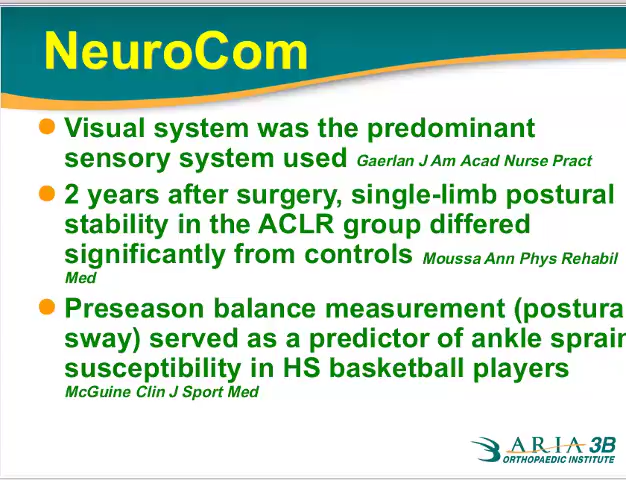 NeuroCom
Visual system was the predominant
sensory system used Gaerlan J Am Acad Nurse Pract
2 years after surgery, single-limb postural
stability in the ACLR group differed
significantly from controls Moussa Ann Phys Rehabil
Med
Preseason balance measurement (postura
sway) served as a predictor of ankle sprain
susceptibility in HS basketball players
McGuine Clin J Sport Med
ARIA 3B
ORTHOPAEDIC INSTITUTE